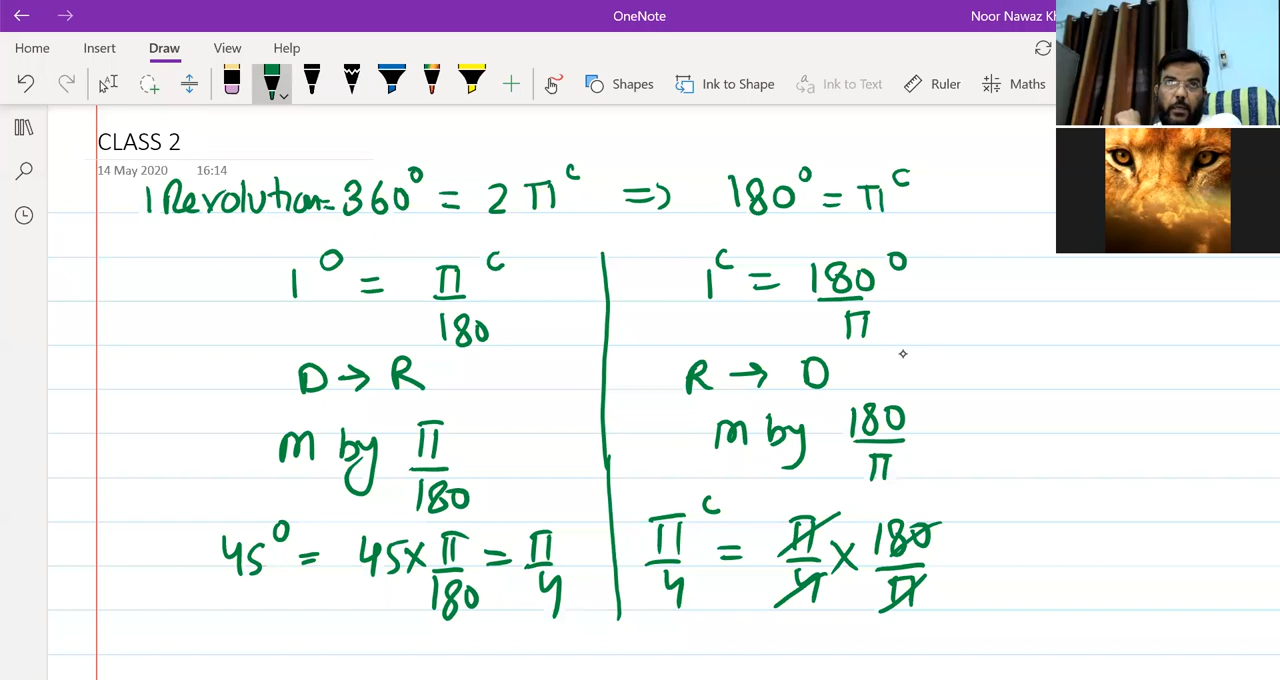 OneNote
Noor Nawaz Kh
Home Insert Draw View Help
Shapes Ink to Shape Ink to Text Ruler Maths
CLASS 2
14 May 2020 16:14
1 Revolution = 360° = 2π^c ⇒ 180° = π^c
1° = π/180^c
1^c = 180/π°
D → R
R → D
m by π/180
m by 180/π
45° = 45 × π/180 = π/4
π/4^c = π/4 × 180/π